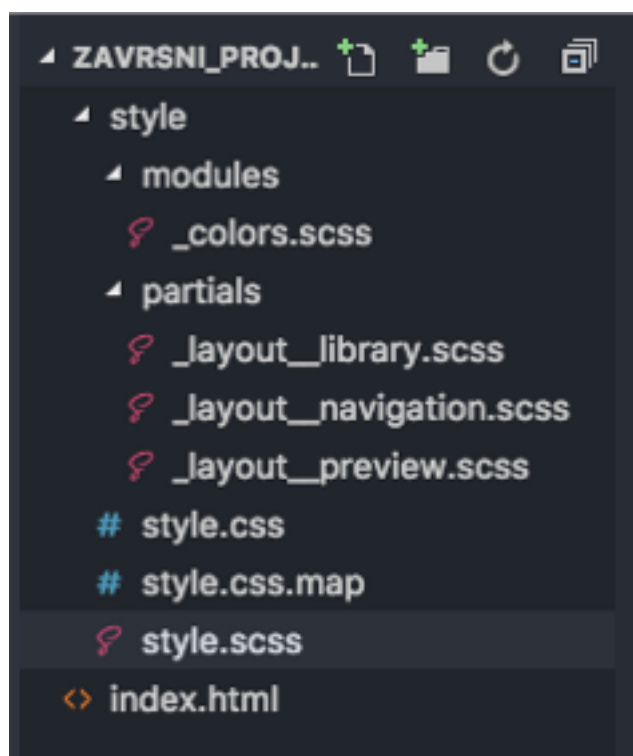 ZAVRSNI_PROJ..
style
modules
_colors.scss
partials
_layout__library.scss
_layout__navigation.scss
_layout__preview.scss
# style.css
# style.css.map
style.scss
<> index.html